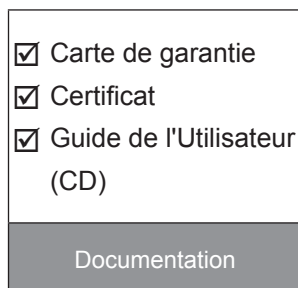 Carte de garantie
Certificat
Guide de l'Utilisateur
(CD)
Documentation